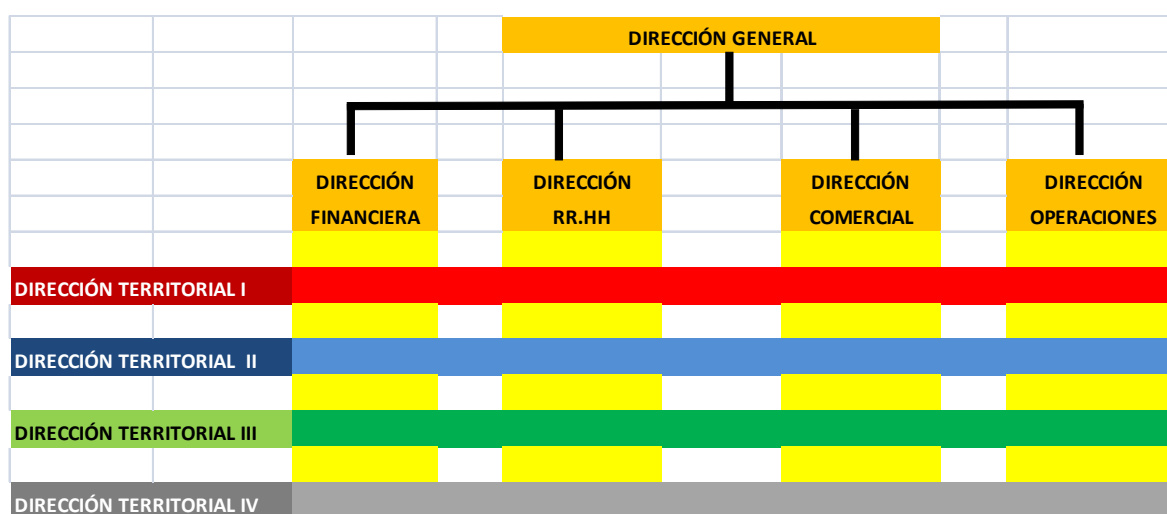 DIRECCIÓN GENERAL
DIRECCIÓN FINANCIERA
DIRECCIÓN RR.HH
DIRECCIÓN COMERCIAL
DIRECCIÓN OPERACIONES
DIRECCIÓN TERRITORIAL I
DIRECCIÓN TERRITORIAL II
DIRECCIÓN TERRITORIAL III
DIRECCIÓN TERRITORIAL IV